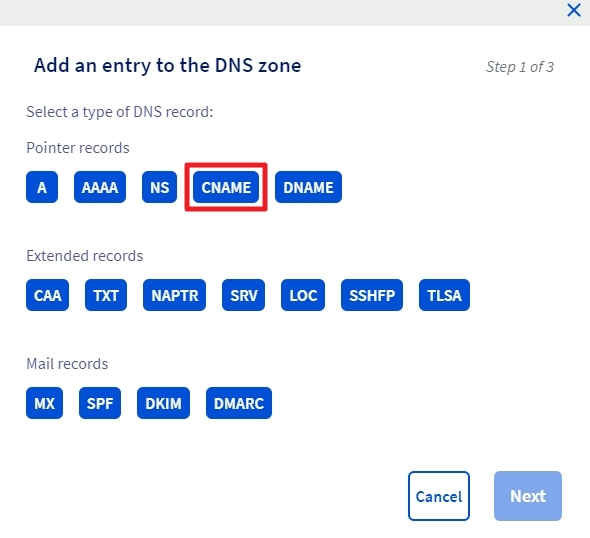 Add an entry to the DNS zone Step 1 of 3
Select a type of DNS record:
Pointer records
A AAAA NS CNAME DNAME
Extended records
CAA TXT NAPTR SRV LOC SSHFP TLSA
Mail records
MX SPF DKIM DMARC
Cancel Next